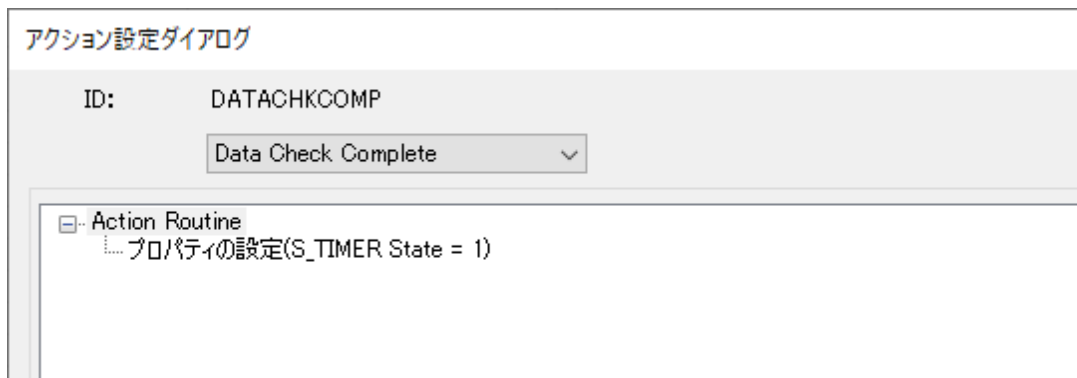 アクション設定ダイアログ
ID: DATACHKCOMP
Data Check Complete
Action Routine
プロパティの設定(S_TIMER State = 1)